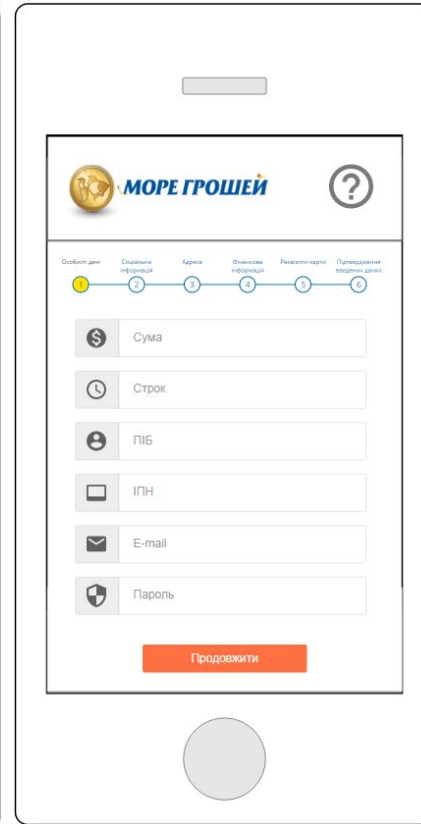 МОРЕ ГРОШЕЙ
Особисті дані
Соціальна
інформація
Адреса
Фінансова
інформація
Реквізити карти
Підтвердження
введених даних
1
2
3
4
5
6
Сума
Строк
ПІБ
ІПН
E-mail
Пароль
Продовжити